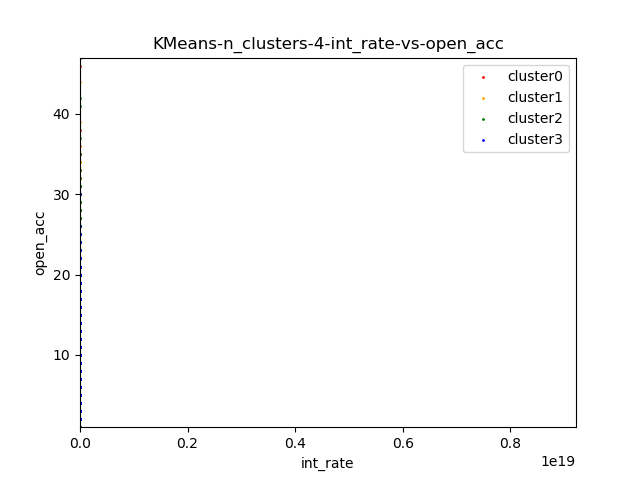 KMeans-n_clusters-4-int_rate-vs-open_acc
cluster0
cluster1
cluster2
cluster3
open_acc
40
30
20
10
0.0 0.2 0.4 0.6 0.8
1e19
int_rate